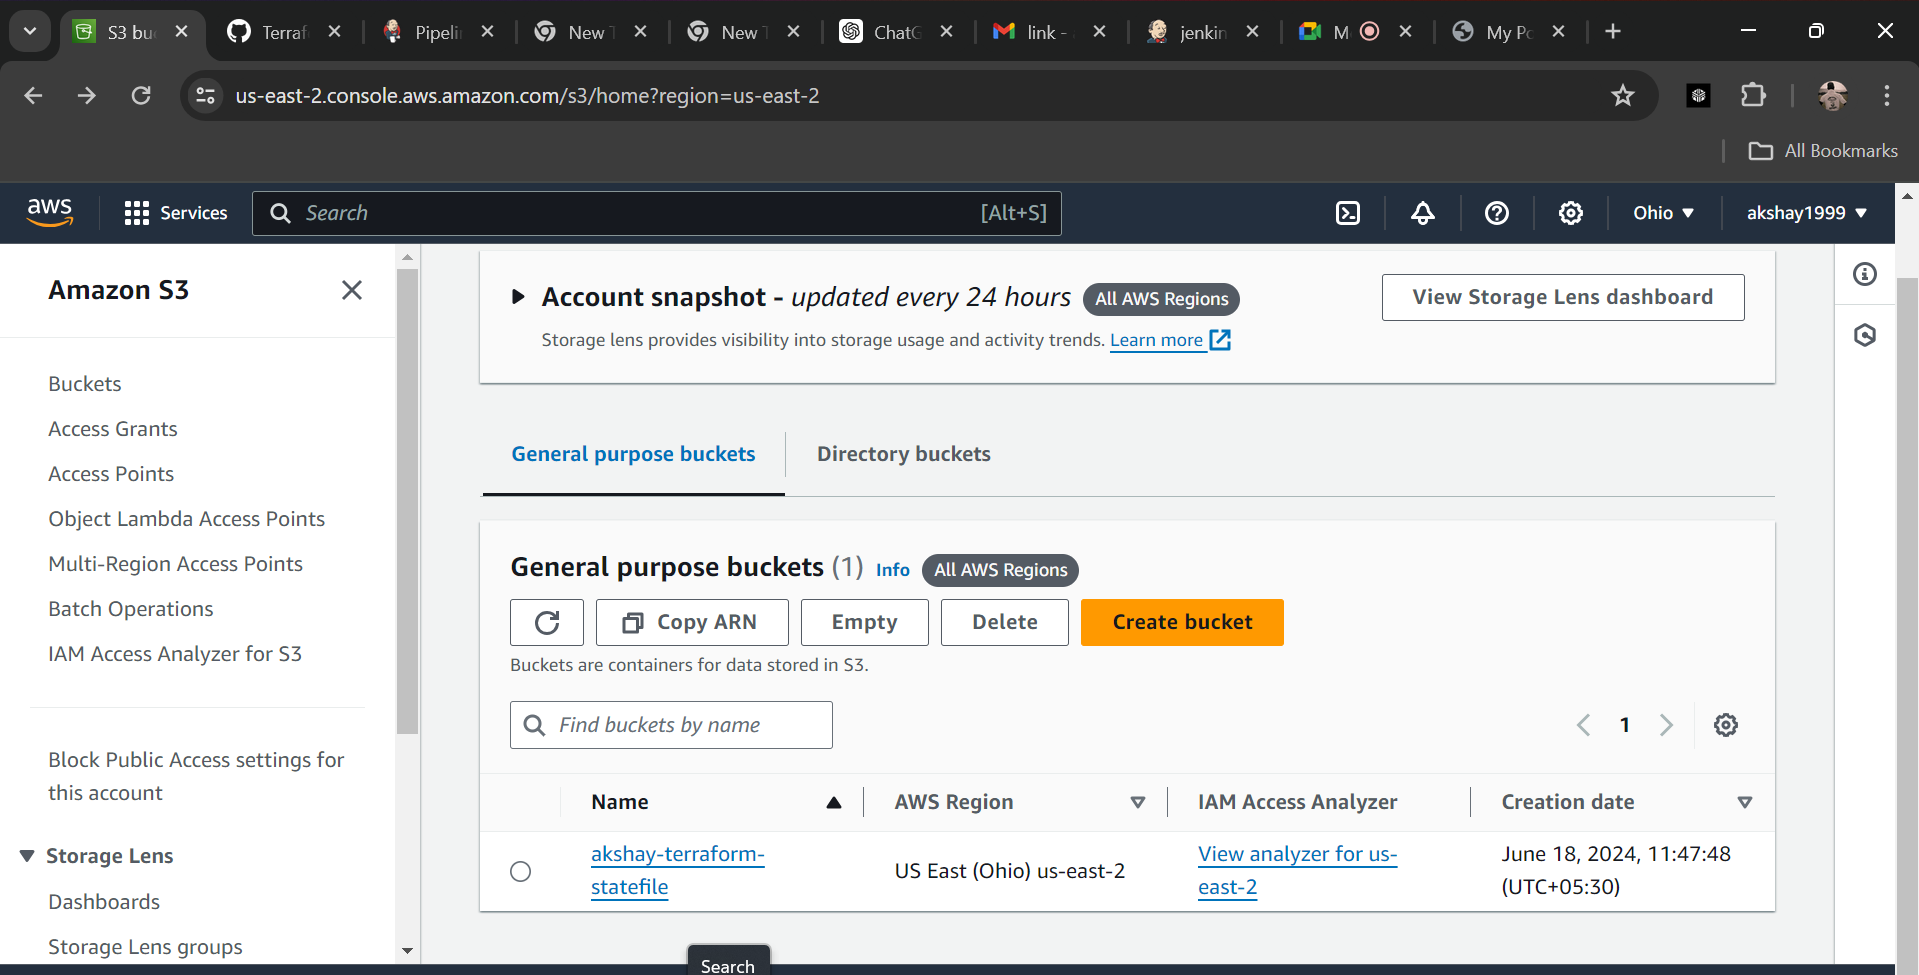 S3 bu
Terraf
Pipelin
New T
New T
ChatG
link -
jenkin
M
My Po
us-east-2.console.aws.amazon.com/s3/home?region=us-east-2
All Bookmarks
aws
Services
Search
[Alt+S]
Ohio
akshay1999
Amazon S3
Buckets
Access Grants
Access Points
Object Lambda Access Points
Multi-Region Access Points
Batch Operations
IAM Access Analyzer for S3
Block Public Access settings for
this account
Storage Lens
Dashboards
Storage Lens groups
Account snapshot - updated every 24 hours
All AWS Regions
View Storage Lens dashboard
Storage lens provides visibility into storage usage and activity trends. Learn more
General purpose buckets
Directory buckets
General purpose buckets (1) Info All AWS Regions
Copy ARN
Empty
Delete
Create bucket
Buckets are containers for data stored in S3.
Find buckets by name
1
Name
AWS Region
IAM Access Analyzer
Creation date
akshay-terraform-
statefile
US East (Ohio) us-east-2
View analyzer for us-
east-2
June 18, 2024, 11:47:48
(UTC+05:30)
Search